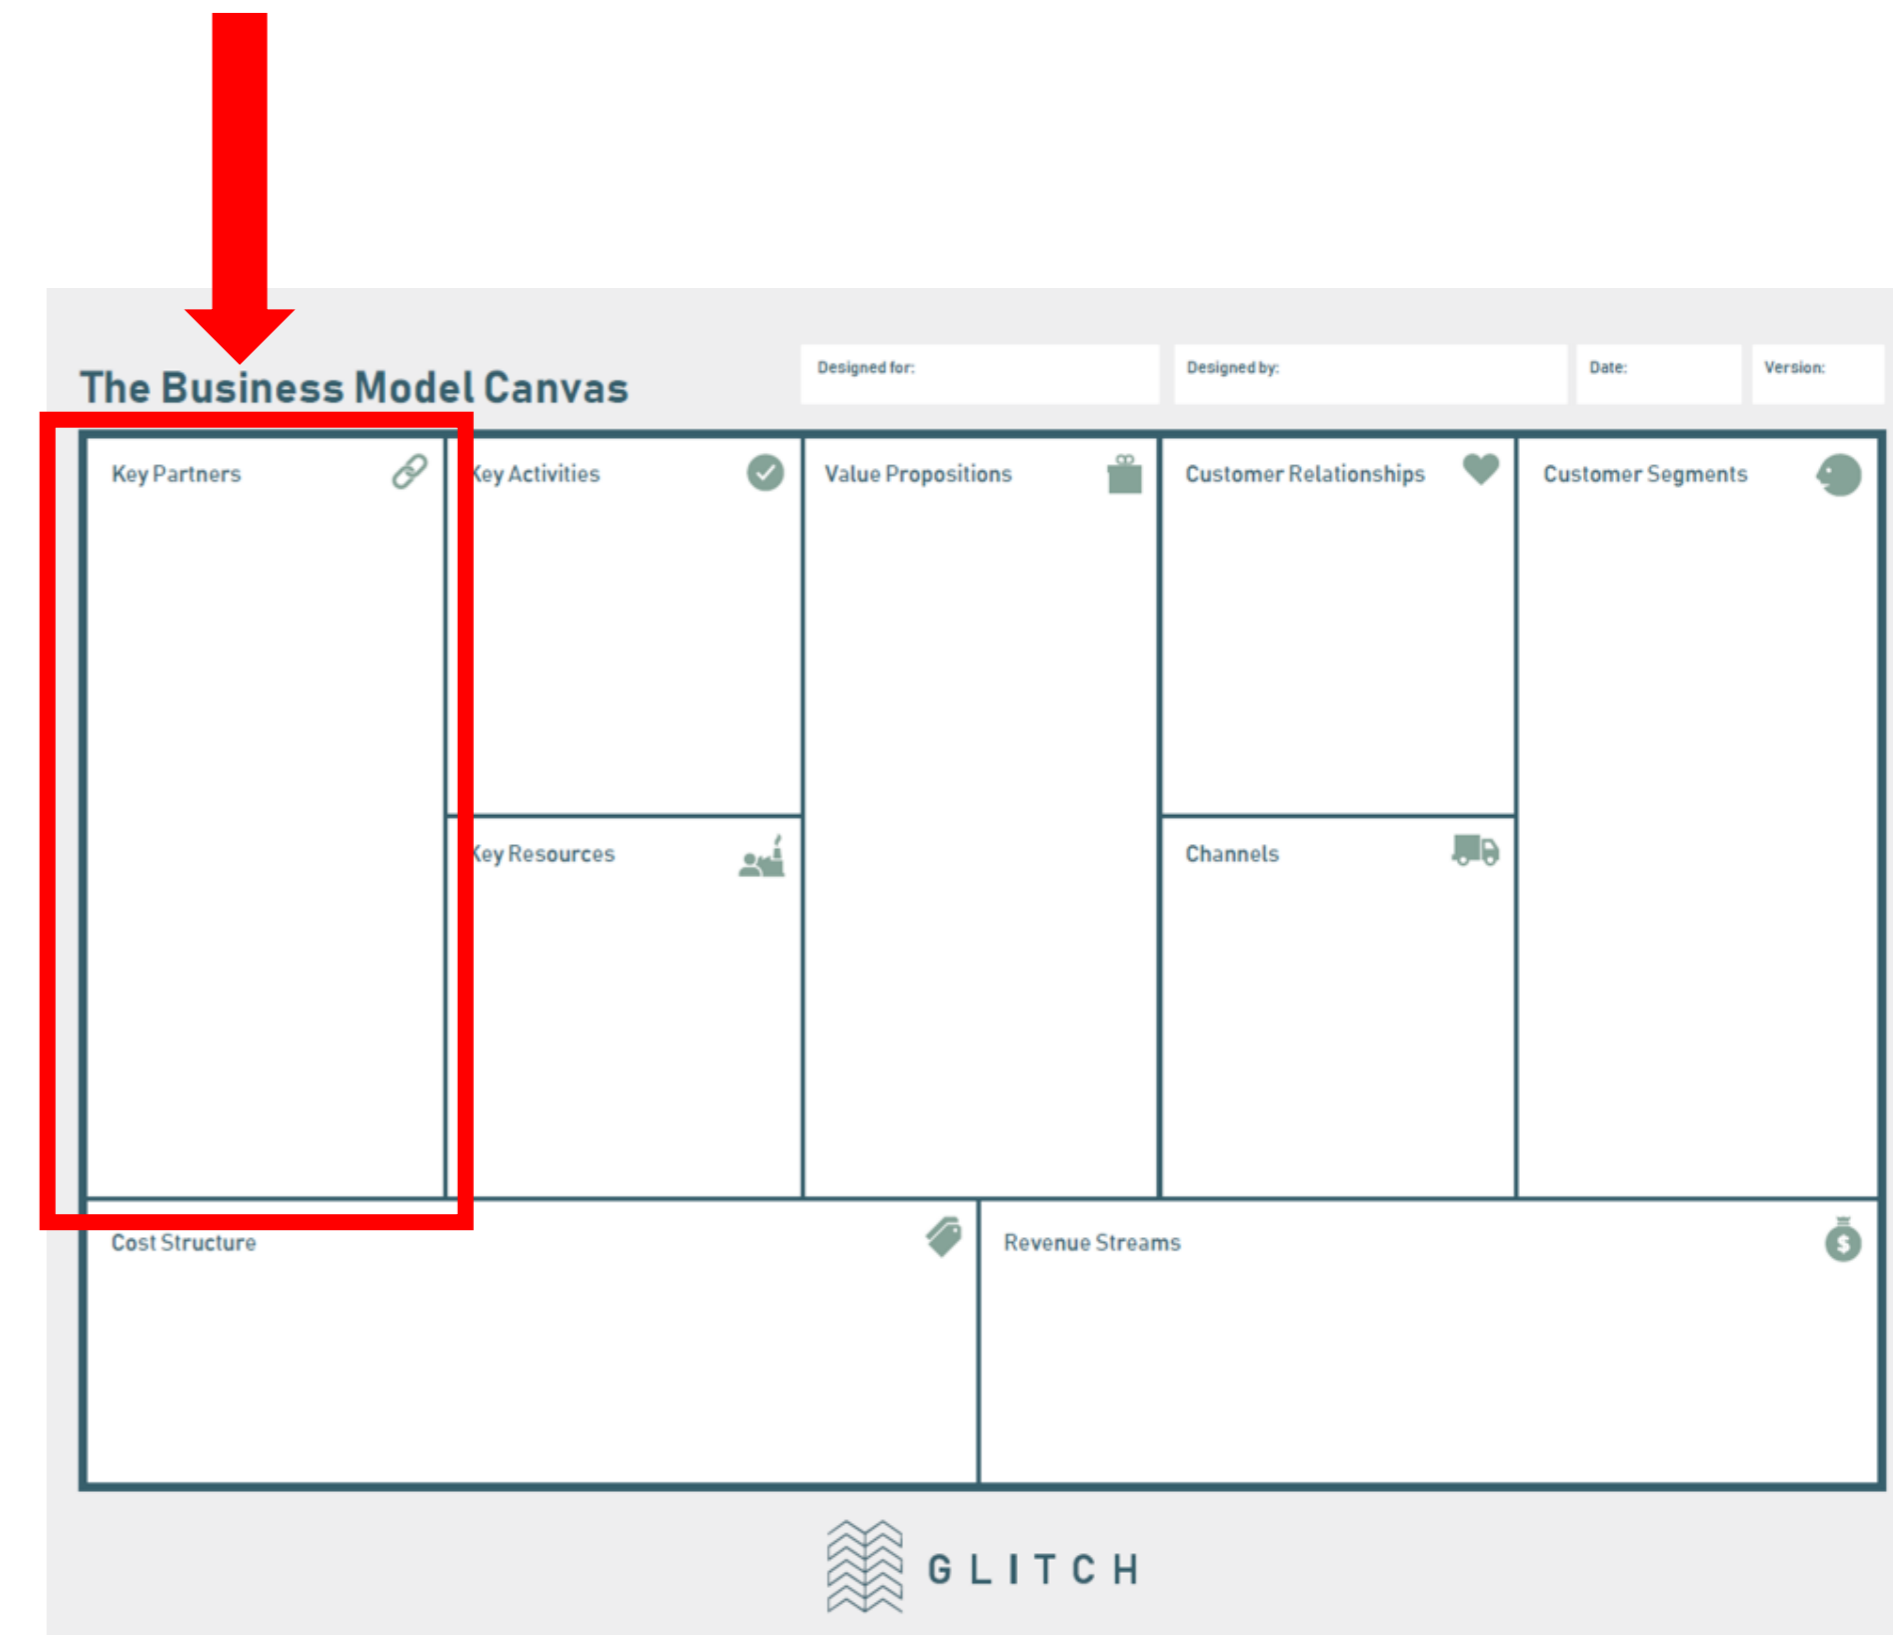 The Business Model Canvas
Designed for:
Designed by:
Date:
Version:
Key Partners
Key Activities
Value Propositions
Customer Relationships
Customer Segments
Key Resources
Channels
Cost Structure
Revenue Streams
$
GLITCH